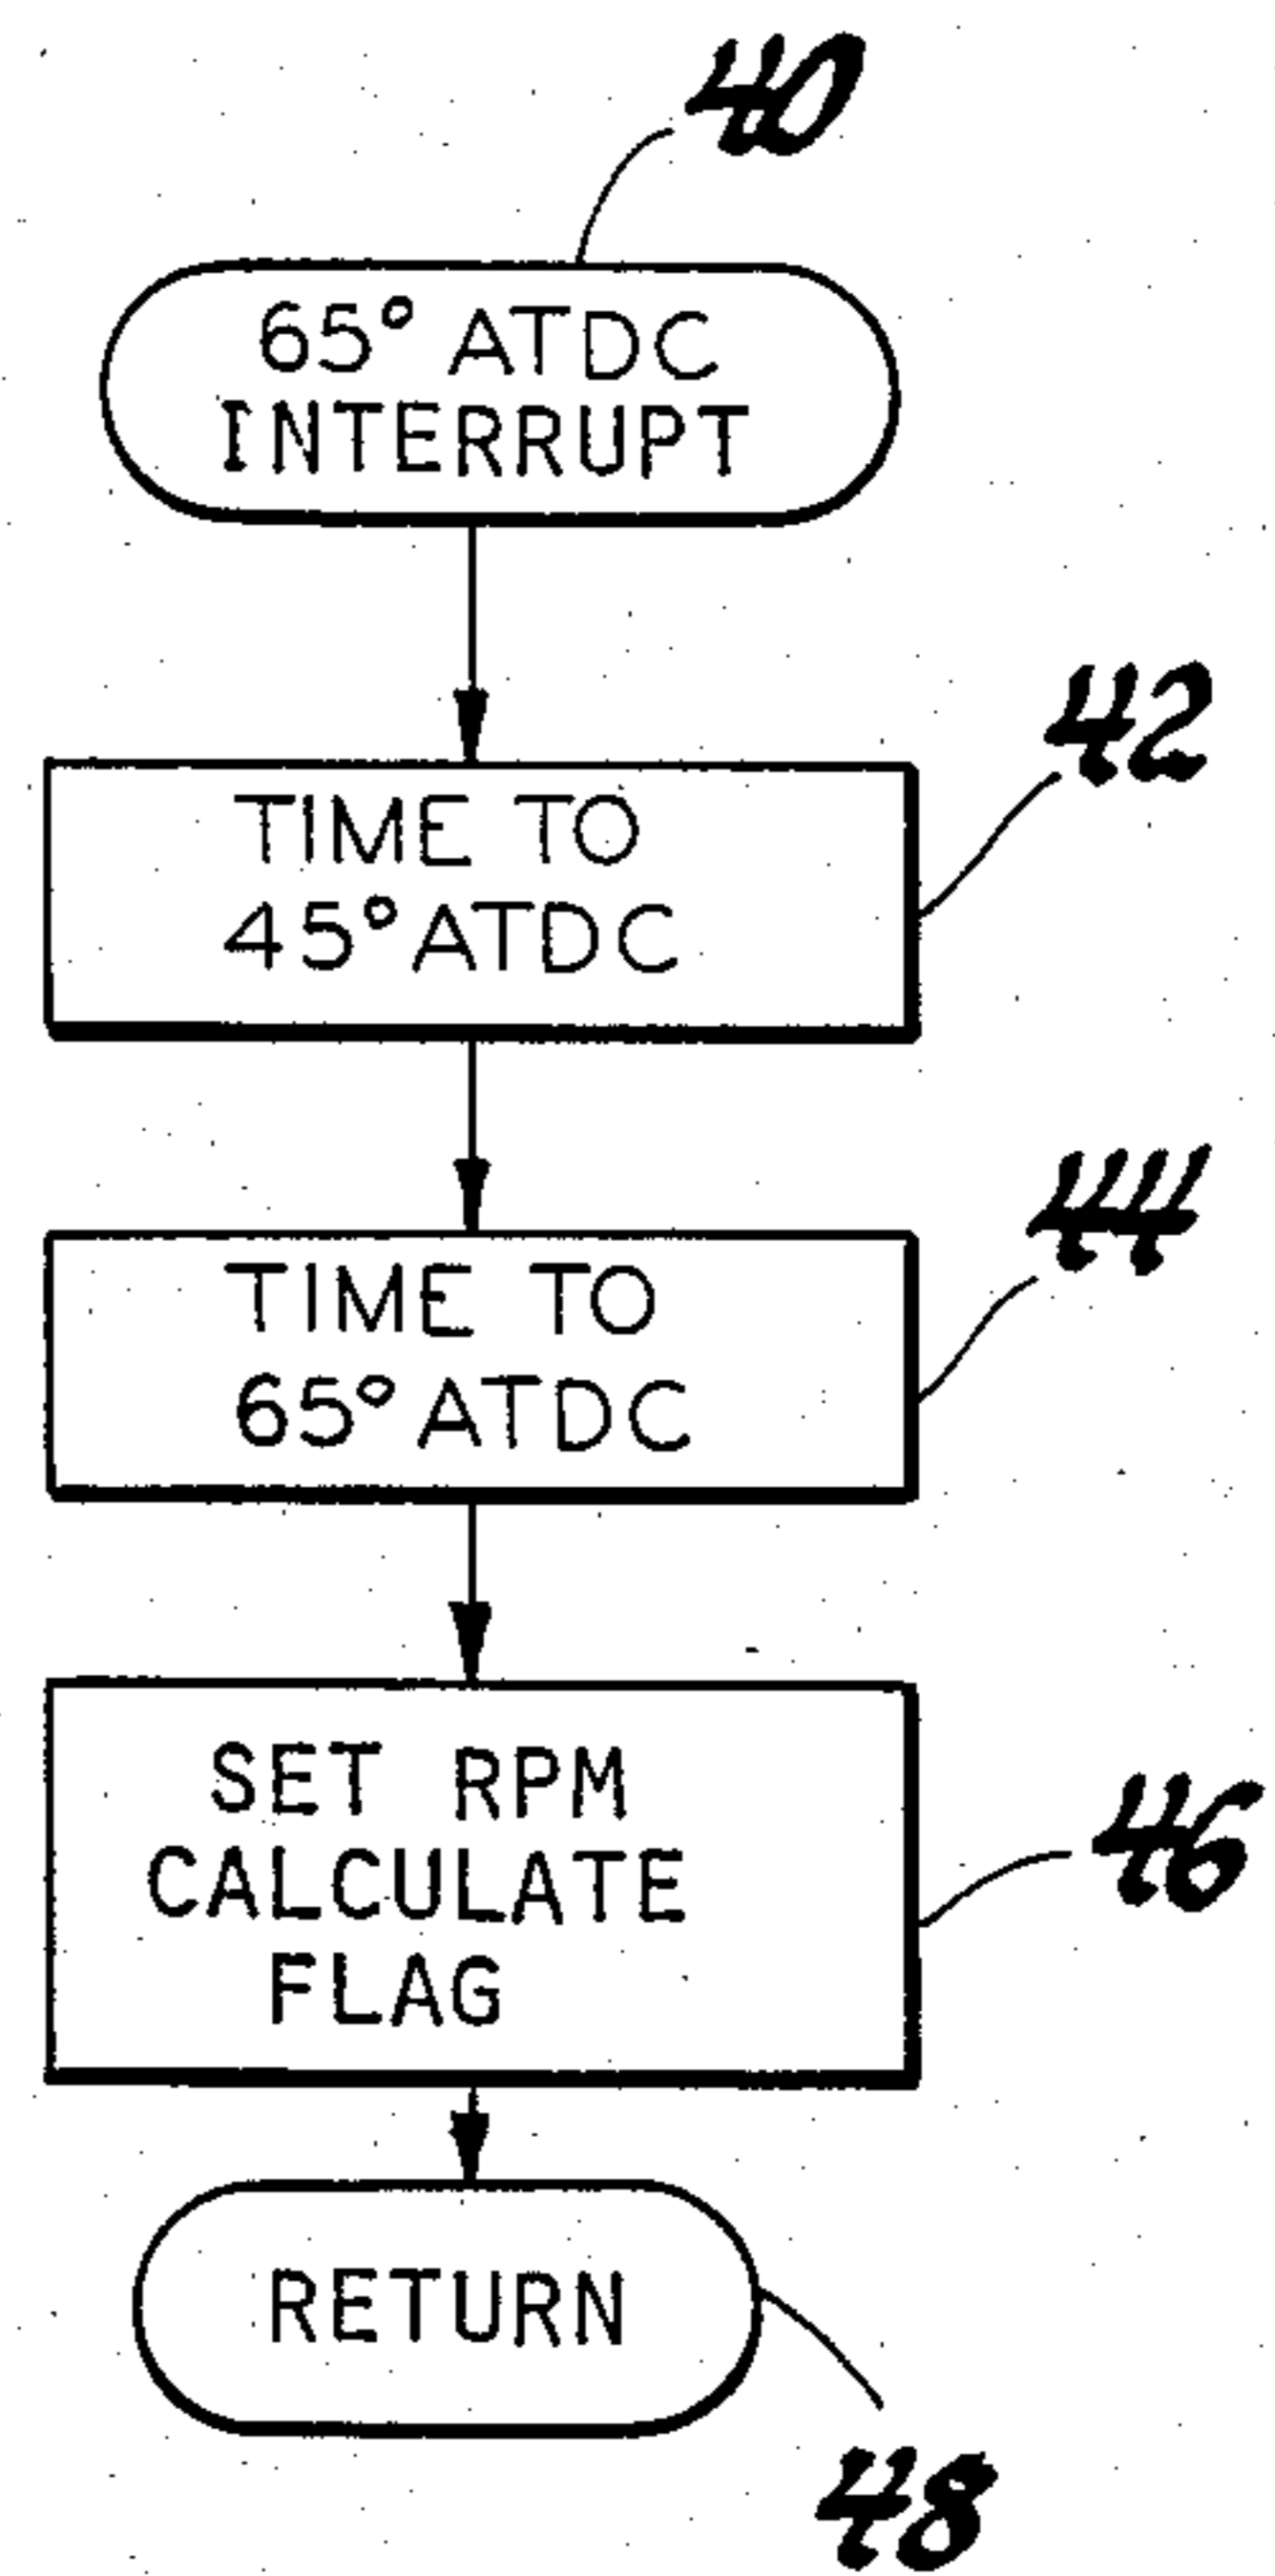 40
65° ATDC
INTERRUPT
42
TIME TO
45° ATDC
44
TIME TO
65° ATDC
SET RPM
46
CALCULATE
FLAG
RETURN
48